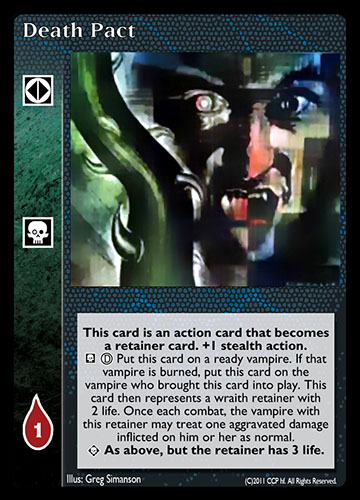 Death Pact
This card is an action card that becomes
a retainer card. +1 stealth action.
Ⓓ Put this card on a ready vampire. If that
vampire is burned, put this card on the
vampire who brought this card into play. This
card then represents a wraith retainer with
2 life. Once each combat, the vampire with
this retainer may treat one aggravated damage
inflicted on him or her as normal.
As above, but the retainer has 3 life.
1
Illus: Greg Simanson
(C)2011 CCP hf. All Rights Reserved.